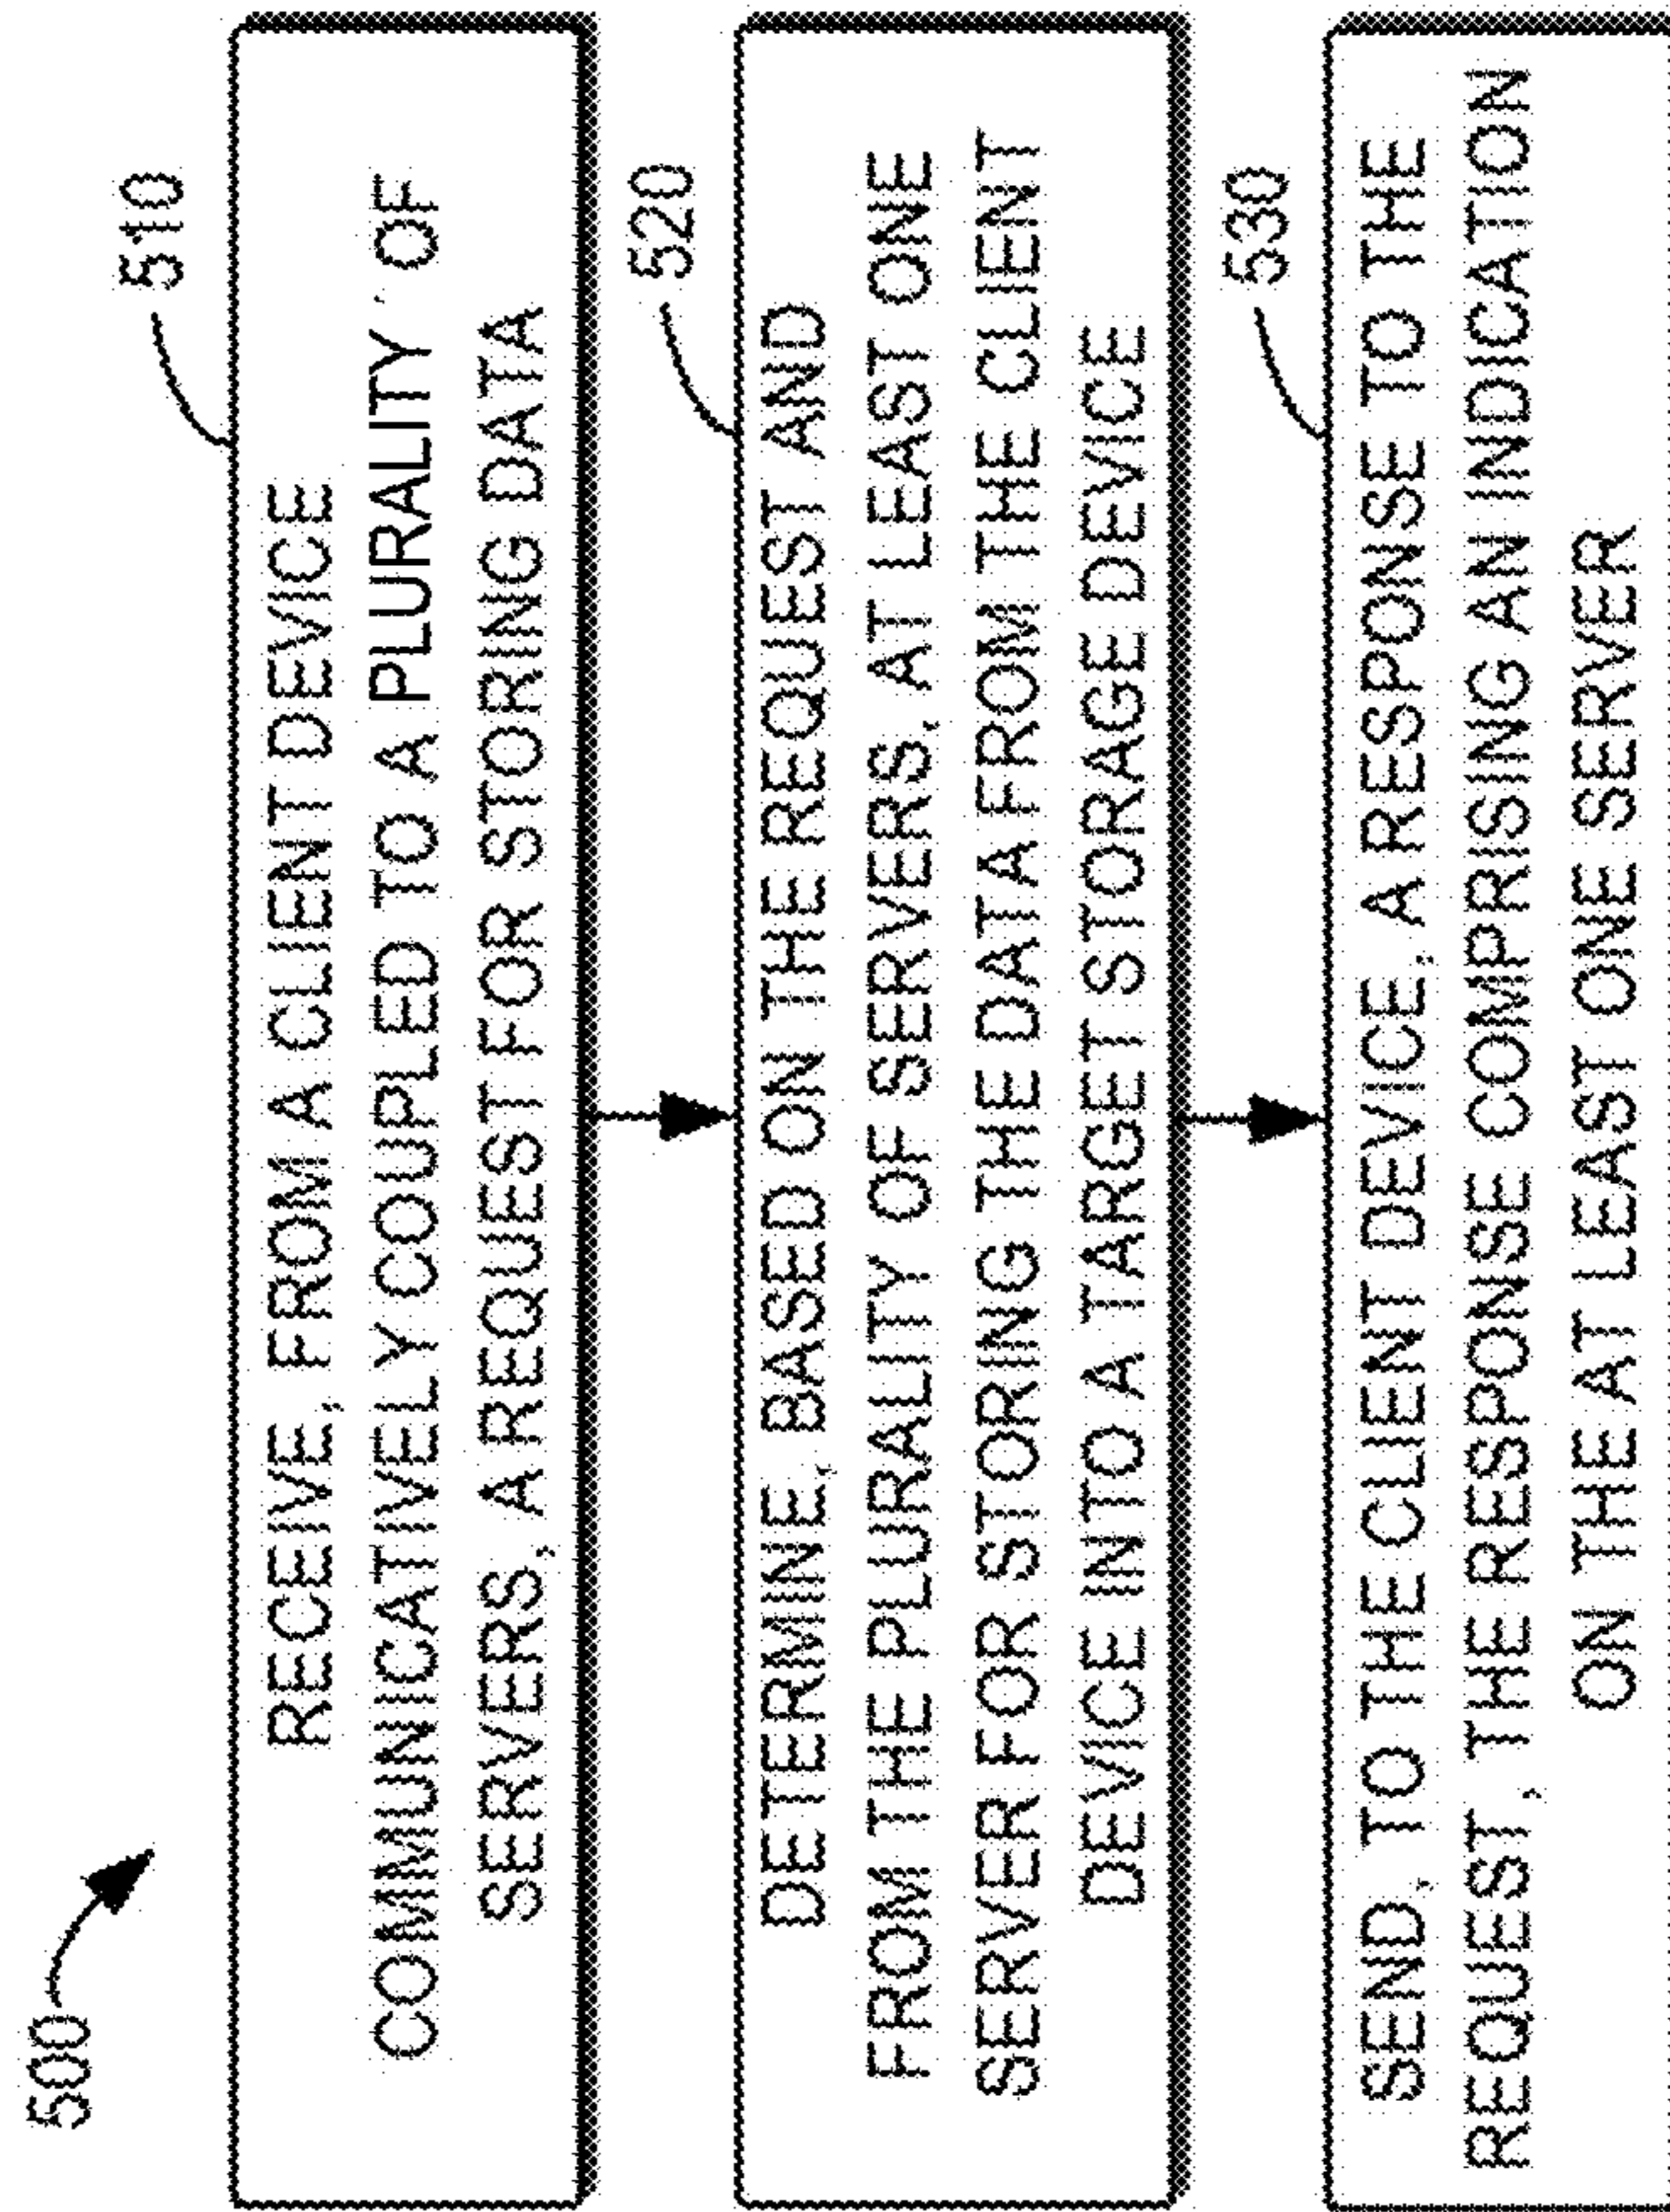 500
510
RECEIVE, FROM A CLIENT DEVICE
COMMUNICATIVELY COUPLED TO A PLURALITY OF
SERVERS, A REQUEST FOR STORING DATA
520
DETERMINE, BASED ON THE REQUEST AND
FROM THE PLURALITY OF SERVERS, AT LEAST ONE
SERVER FOR STORING THE DATA FROM THE CLIENT
DEVICE INTO A TARGET STORAGE DEVICE
530
SEND, TO THE CLIENT DEVICE, A RESPONSE TO THE
REQUEST, THE RESPONSE COMPRISING AN INDICATION
ON THE AT LEAST ONE SERVER